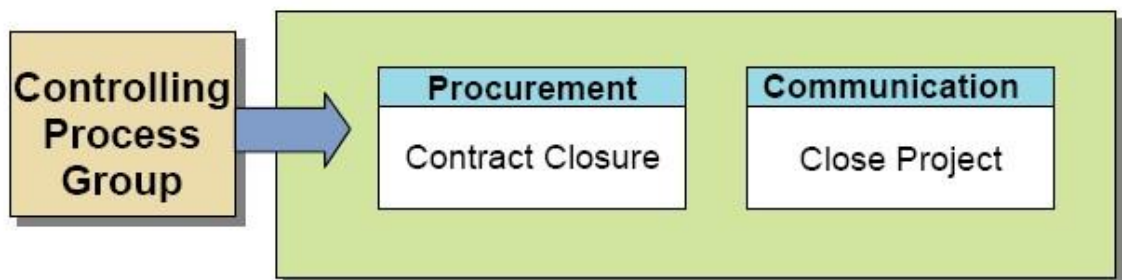 Controlling
Process
Group
Procurement
Contract Closure
Communication
Close Project